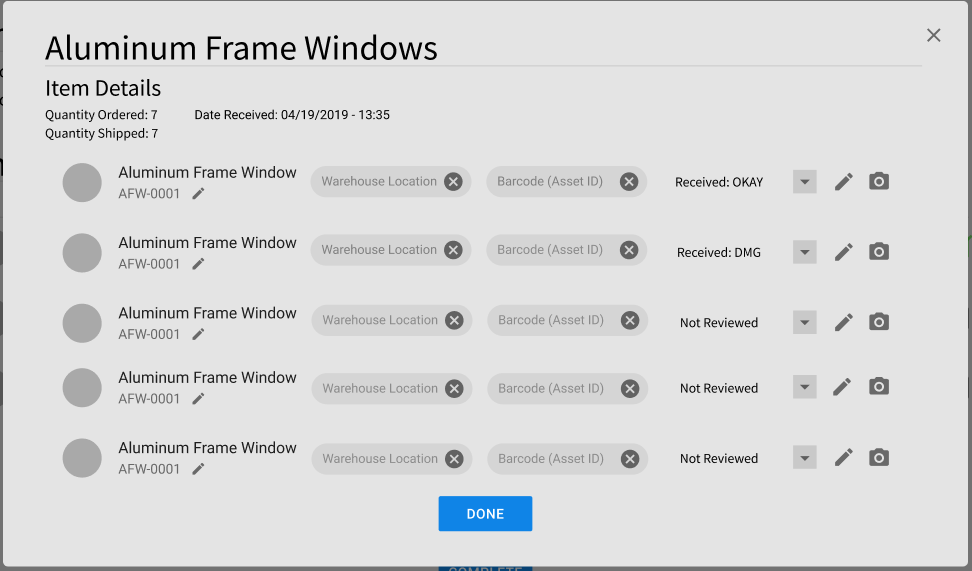 Aluminum Frame Windows
Item Details
Quantity Ordered: 7 Date Received: 04/19/2019 - 13:35
Quantity Shipped: 7
Aluminum Frame Window Warehouse Location Barcode (Asset ID) Received: OKAY
AFW-0001
Aluminum Frame Window Warehouse Location Barcode (Asset ID) Received: DMG
AFW-0001
Aluminum Frame Window Warehouse Location Barcode (Asset ID) Not Reviewed
AFW-0001
Aluminum Frame Window Warehouse Location Barcode (Asset ID) Not Reviewed
AFW-0001
Aluminum Frame Window Warehouse Location Barcode (Asset ID) Not Reviewed
AFW-0001
DONE
COMPLETE